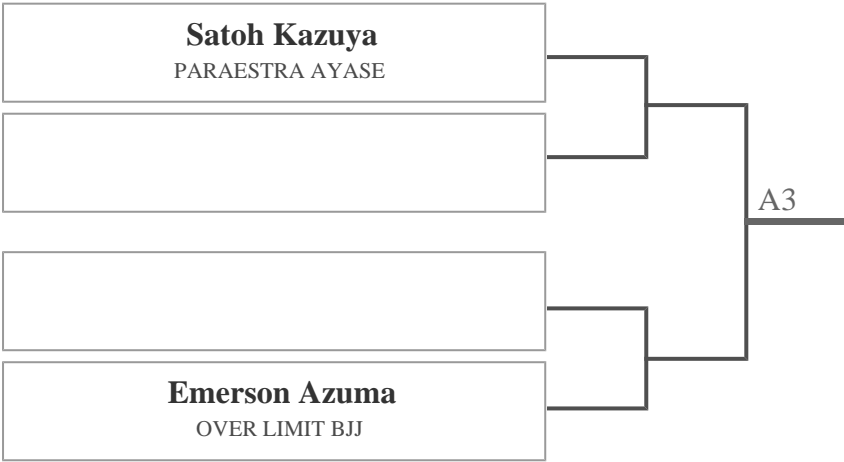 Satoh Kazuya
PARAESTRA AYASE
A3
Emerson Azuma
OVER LIMIT BJJ